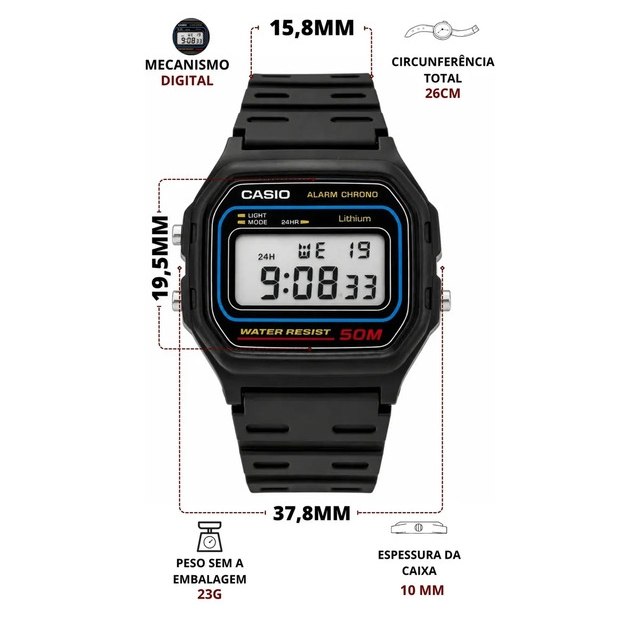 15,8MM
MECANISMO
DIGITAL
CIRCUNFERÊNCIA
TOTAL
26CM
CASIO ALARM CHRONO
LIGHT
MODE 24HR
Lithium
24H WE 19
9:08 33
WATER RESIST 50M
19,5MM
37,8MM
PESO SEM A
EMBALAGEM
23G
ESPESSURA DA
CAIXA
10 MM